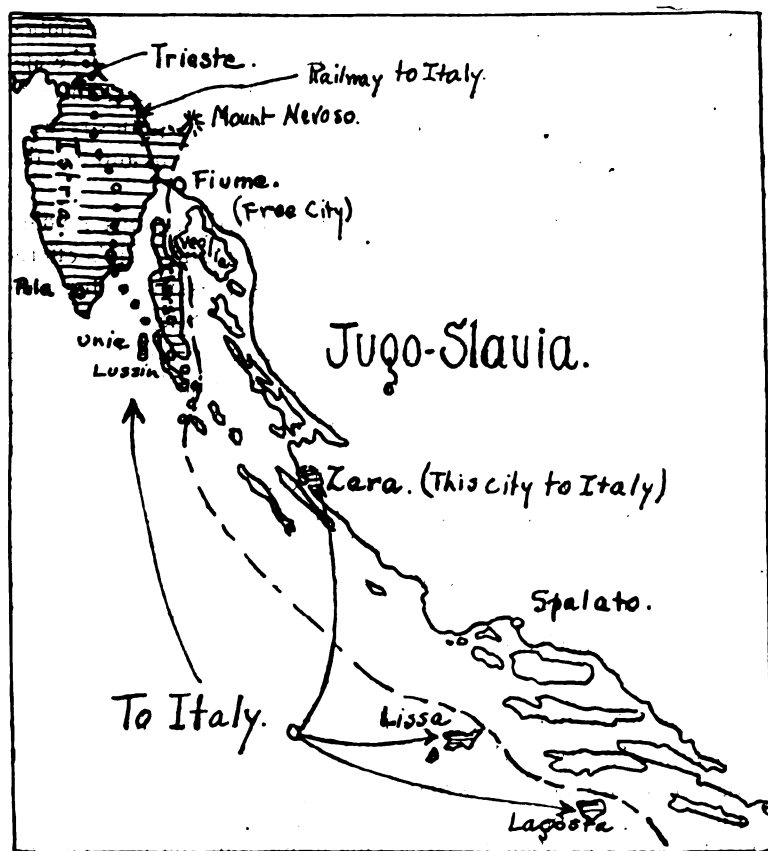 Trieste.
Railway to Italy.
Mount Nevoso.
Istria.
Fiume.
(Free City)
Veglia
Pola
Unie
Lussin
Jugo-Slavia.
Zara. (This city to Italy)
Spalato.
To Italy.
Lissa
Lagosta.